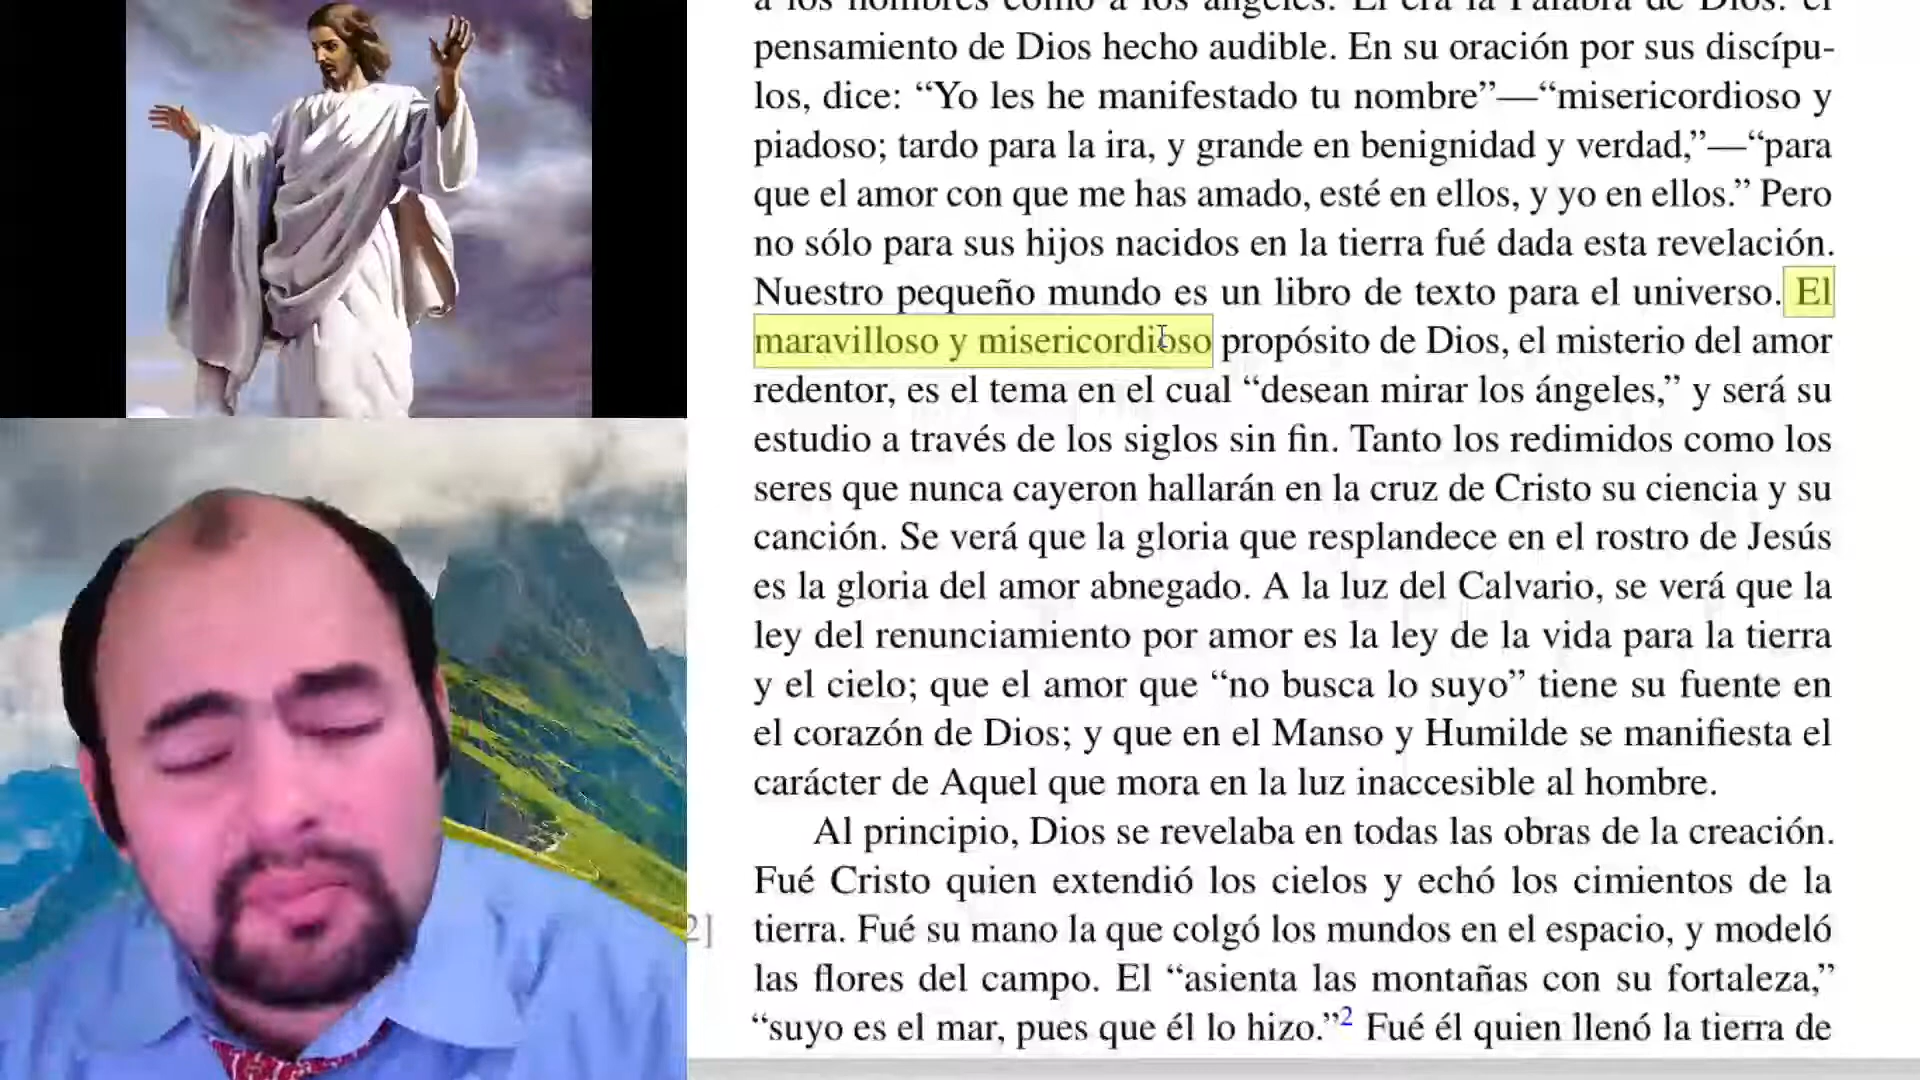 a los hombres como a los ángeles. El era la Palabra de Dios: el
pensamiento de Dios hecho audible. En su oración por sus discípu-
los, dice: “Yo les he manifestado tu nombre”—“misericordioso y
piadoso; tardo para la ira, y grande en benignidad y verdad,”—“para
que el amor con que me has amado, esté en ellos, y yo en ellos.” Pero
no sólo para sus hijos nacidos en la tierra fué dada esta revelación.
Nuestro pequeño mundo es un libro de texto para el universo. El
maravilloso y misericordioso propósito de Dios, el misterio del amor
redentor, es el tema en el cual “desean mirar los ángeles,” y será su
estudio a través de los siglos sin fin. Tanto los redimidos como los
seres que nunca cayeron hallarán en la cruz de Cristo su ciencia y su
canción. Se verá que la gloria que resplandece en el rostro de Jesús
es la gloria del amor abnegado. A la luz del Calvario, se verá que la
ley del renunciamiento por amor es la ley de la vida para la tierra
y el cielo; que el amor que “no busca lo suyo” tiene su fuente en
el corazón de Dios; y que en el Manso y Humilde se manifiesta el
carácter de Aquel que mora en la luz inaccesible al hombre.
Al principio, Dios se revelaba en todas las obras de la creación.
Fué Cristo quien extendió los cielos y echó los cimientos de la
2]
tierra. Fué su mano la que colgó los mundos en el espacio, y modeló
las flores del campo. El “asienta las montañas con su fortaleza,”
“suyo es el mar, pues que él lo hizo.”2 Fué él quien llenó la tierra de